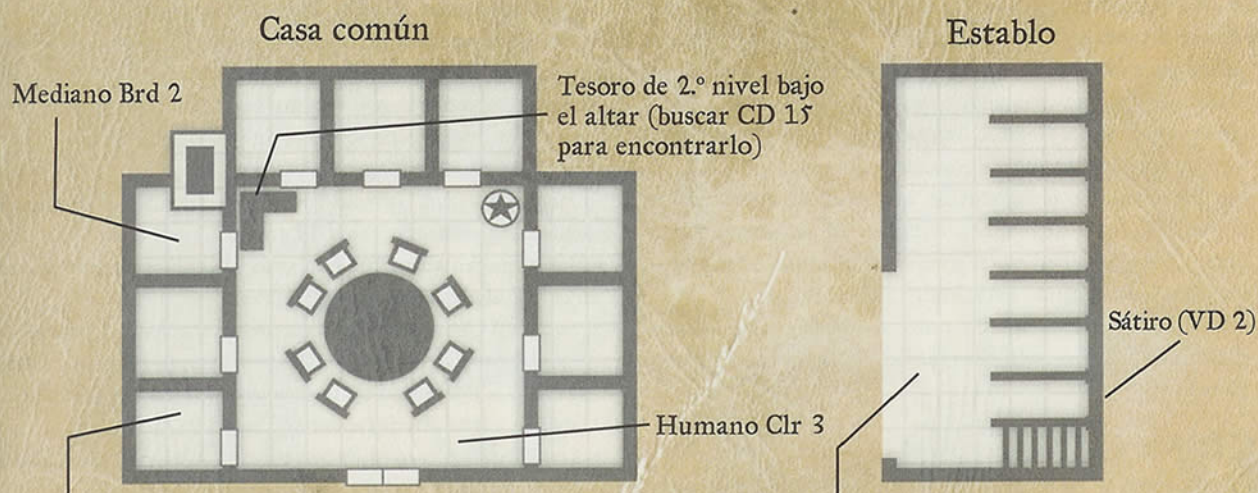 Casa común
Establo
Mediano Brd 2
Tesoro de 2.º nivel bajo
el altar (buscar CD 15
para encontrarlo)
Sátiro (VD 2)
Humano Clr 3